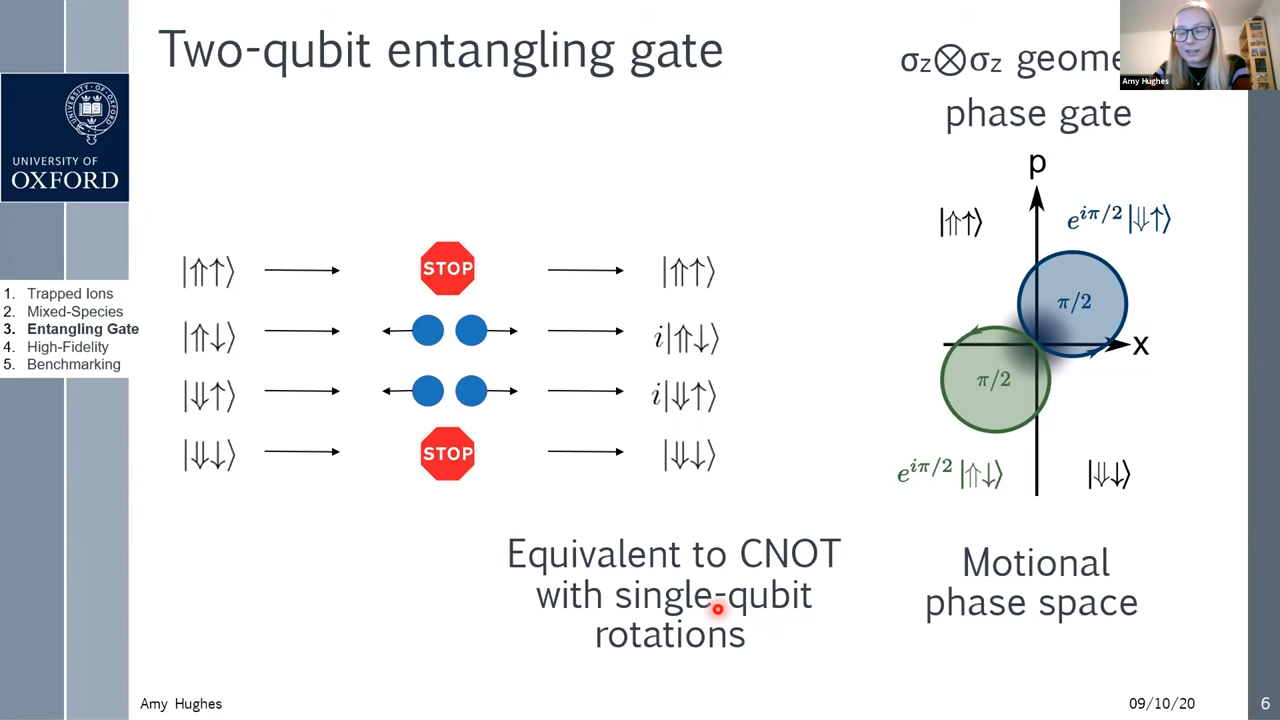 Two-qubit entangling gate
σz⊗σz geome
phase gate
Amy Hughes
UNIVERSITY OF
OXFORD
1. Trapped Ions
2. Mixed-Species
3. Entangling Gate
4. High-Fidelity
5. Benchmarking
|⇑↑⟩ STOP |⇑↑⟩
|⇑↓⟩ i|⇑↓⟩
|⇓↑⟩ i|⇓↑⟩
|⇓↓⟩ STOP |⇓↓⟩
p
|⇑↑⟩ e^{iπ/2}|⇓↑⟩
π/2
x
π/2
e^{iπ/2}|⇑↓⟩ |⇓↓⟩
Equivalent to CNOT
with single-qubit
rotations
Motional
phase space
Amy Hughes
09/10/20
6